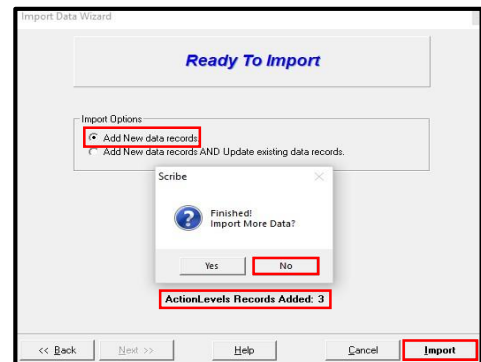 Import Data Wizard
Ready To Import
Import Options
Add New data records.
Add New data records AND Update existing data records.
Scribe
Finished!
Import More Data?
Yes No
ActionLevels Records Added: 3
<< Back Next >> Help Cancel Import